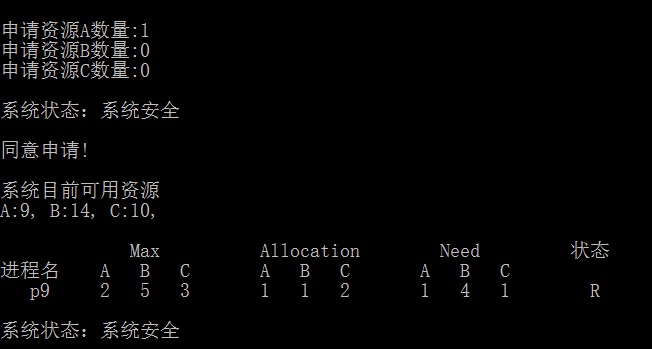 申请资源A数量:1
申请资源B数量:0
申请资源C数量:0
系统状态: 系统安全
同意申请!
系统目前可用资源
A:9, B:14, C:10,
Max Allocation Need 状态
进程名 A B C A B C A B C
p9 2 5 3 1 1 2 1 4 1 R
系统状态: 系统安全